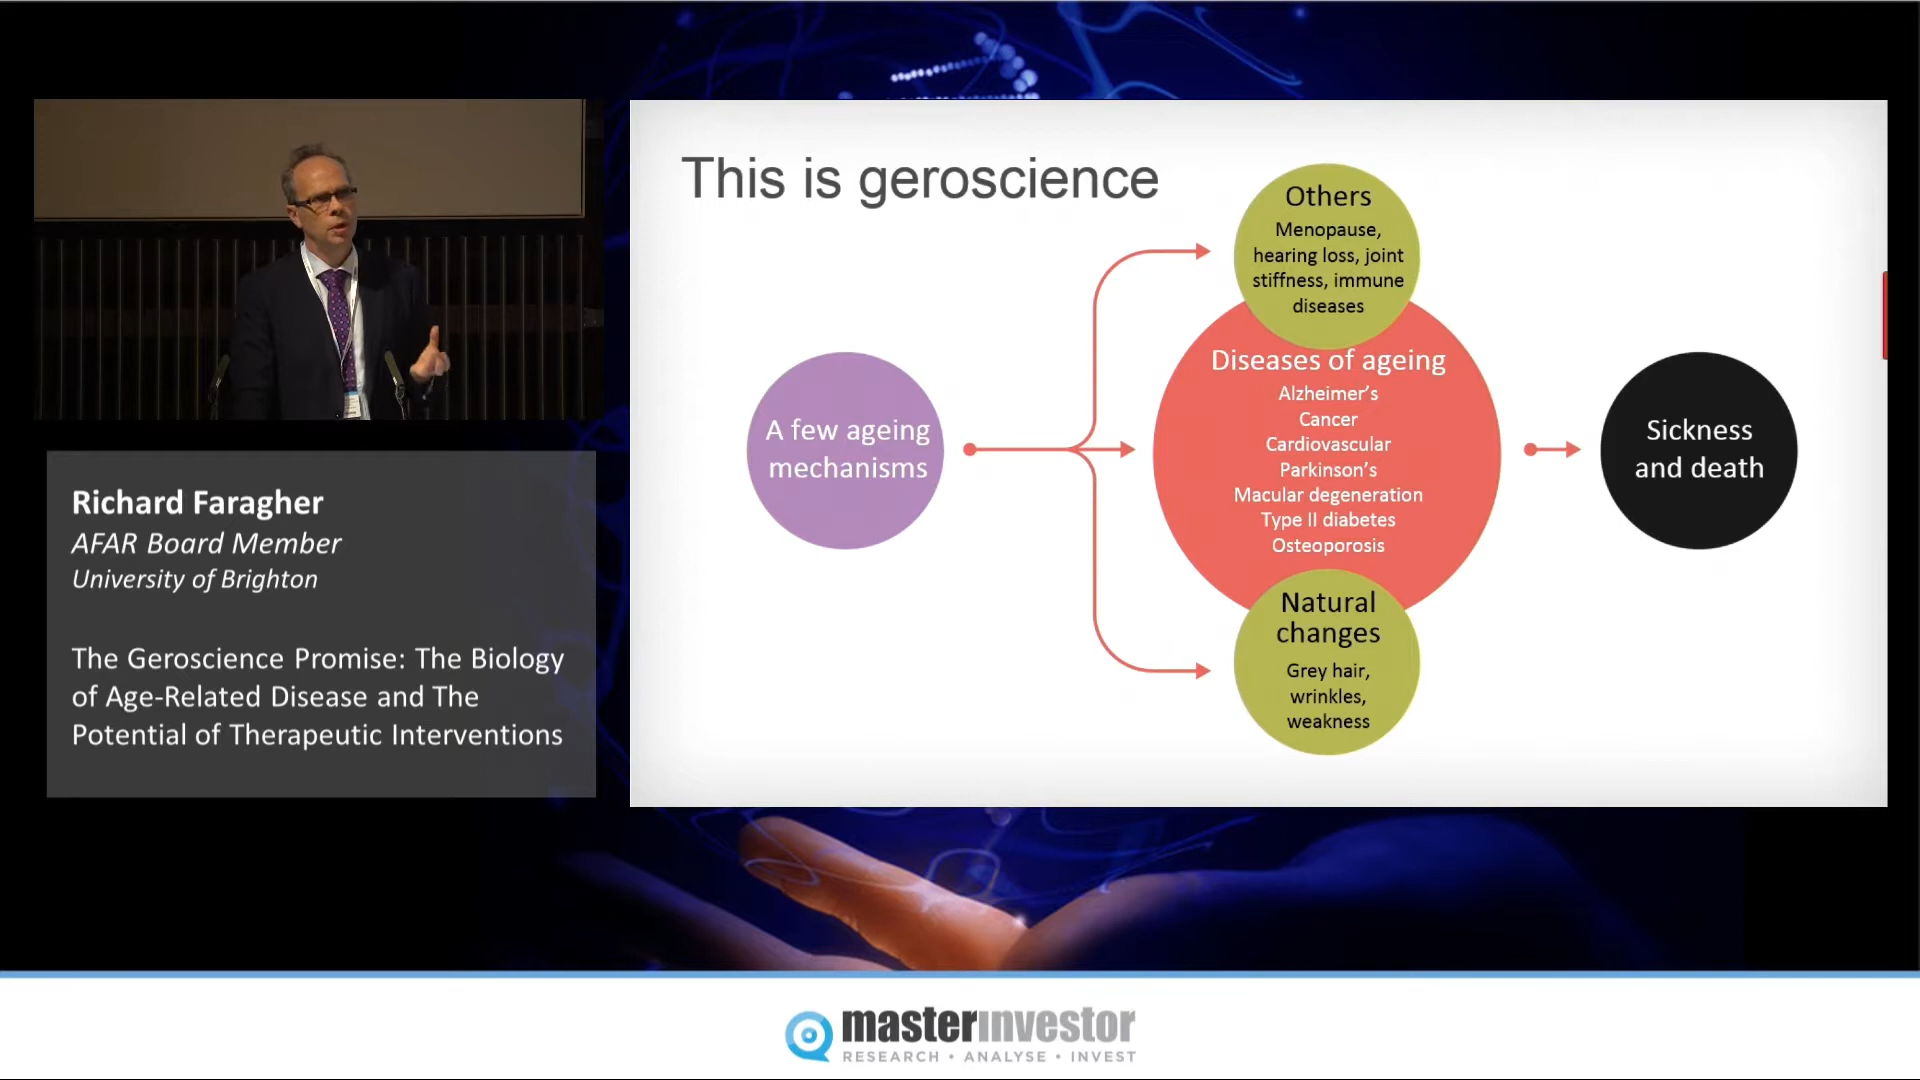 This is geroscience
Others
Menopause,
hearing loss, joint
stiffness, immune
diseases
Diseases of ageing
Alzheimer's
Cancer
Cardiovascular
Parkinson's
Macular degeneration
Type II diabetes
Osteoporosis
A few ageing
mechanisms
Sickness
and death
Natural
changes
Grey hair,
wrinkles,
weakness
Richard Faragher
AFAR Board Member
University of Brighton
The Geroscience Promise: The Biology
of Age-Related Disease and The
Potential of Therapeutic Interventions
masterinvestor
RESEARCH • ANALYSE • INVEST